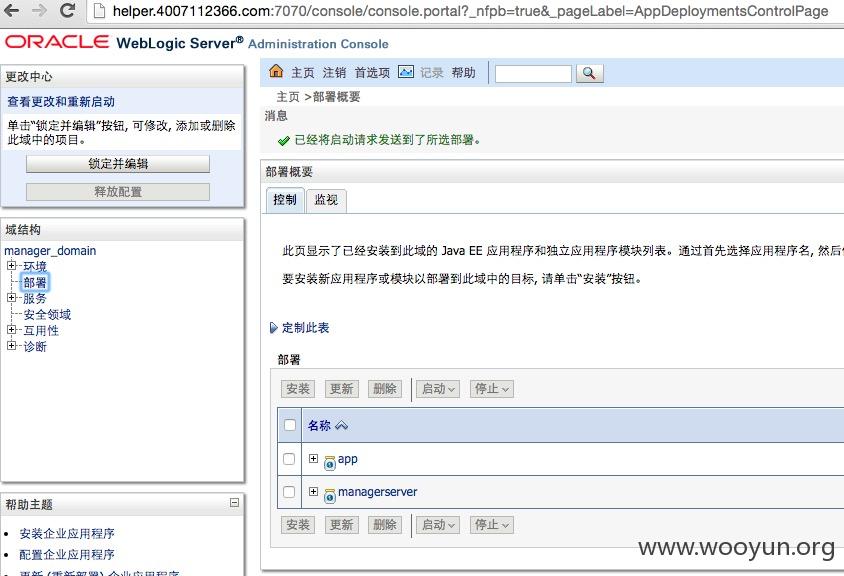 helper.4007112366.com:7070/console/console.portal?_nfpb=true&_pageLabel=AppDeploymentsControlPage
ORACLE WebLogic Server® Administration Console
更改中心
查看更改和重新启动
单击“锁定并编辑”按钮, 可修改, 添加或删除
此域中的项目。
锁定并编辑
释放配置
域结构
manager_domain
环境
部署
服务
安全领域
互用性
诊断
帮助主题
安装企业应用程序
配置企业应用程序
更新 (重新部署) 企业应用程序
主页 注销 首选项 记录 帮助
主页 >部署概要
消息
已经将启动请求发送到了所选部署。
部署概要
控制 监视
此页显示了已经安装到此域的 Java EE 应用程序和独立应用程序模块列表。通过首先选择应用程序名, 然后
要安装新应用程序或模块以部署到此域中的目标, 请单击“安装”按钮。
定制此表
部署
安装 更新 删除 启动 停止
名称
app
managerserver
安装 更新 删除 启动 停止
www.wooyun.org